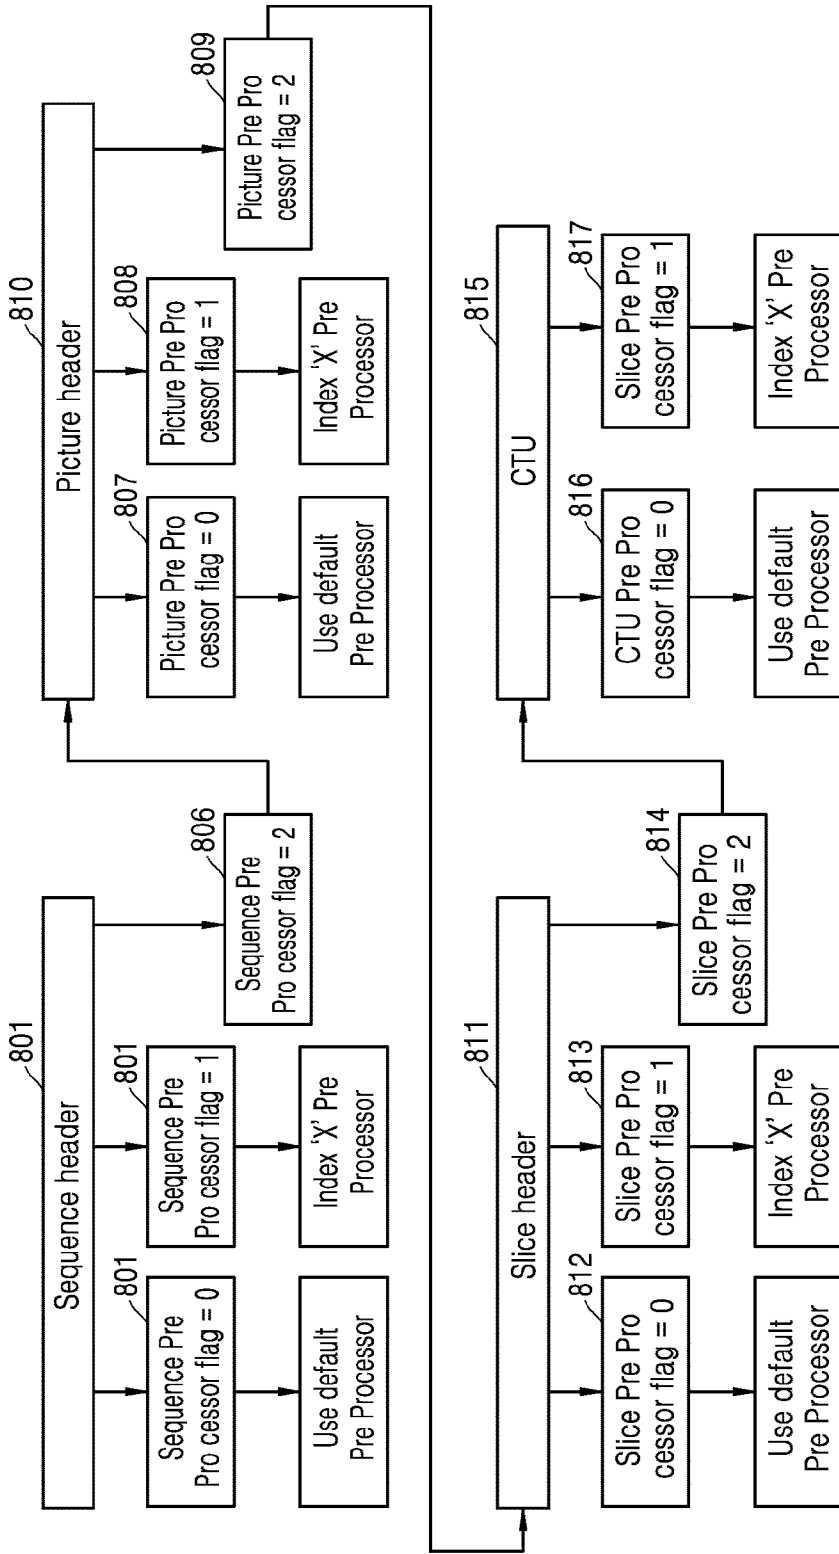 801
Sequence header
801
Sequence Pre
Pro cessor flag = 0
Use default
Pre Processor
801
Sequence Pre
Pro cessor flag = 1
Index ‘X’ Pre
Processor
806
Sequence Pre
Pro cessor flag = 2
810
Picture header
807
Picture Pre Pro
cessor flag = 0
Use default
Pre Processor
808
Picture Pre Pro
cessor flag = 1
Index ‘X’ Pre
Processor
809
Picture Pre Pro
cessor flag = 2
811
Slice header
812
Slice Pre Pro
cessor flag = 0
Use default
Pre Processor
813
Slice Pre Pro
cessor flag = 1
Index ‘X’ Pre
Processor
814
Slice Pre Pro
cessor flag = 2
815
CTU
816
CTU Pre Pro
cessor flag = 0
Use default
Pre Processor
817
Slice Pre Pro
cessor flag = 1
Index ‘X’ Pre
Processor